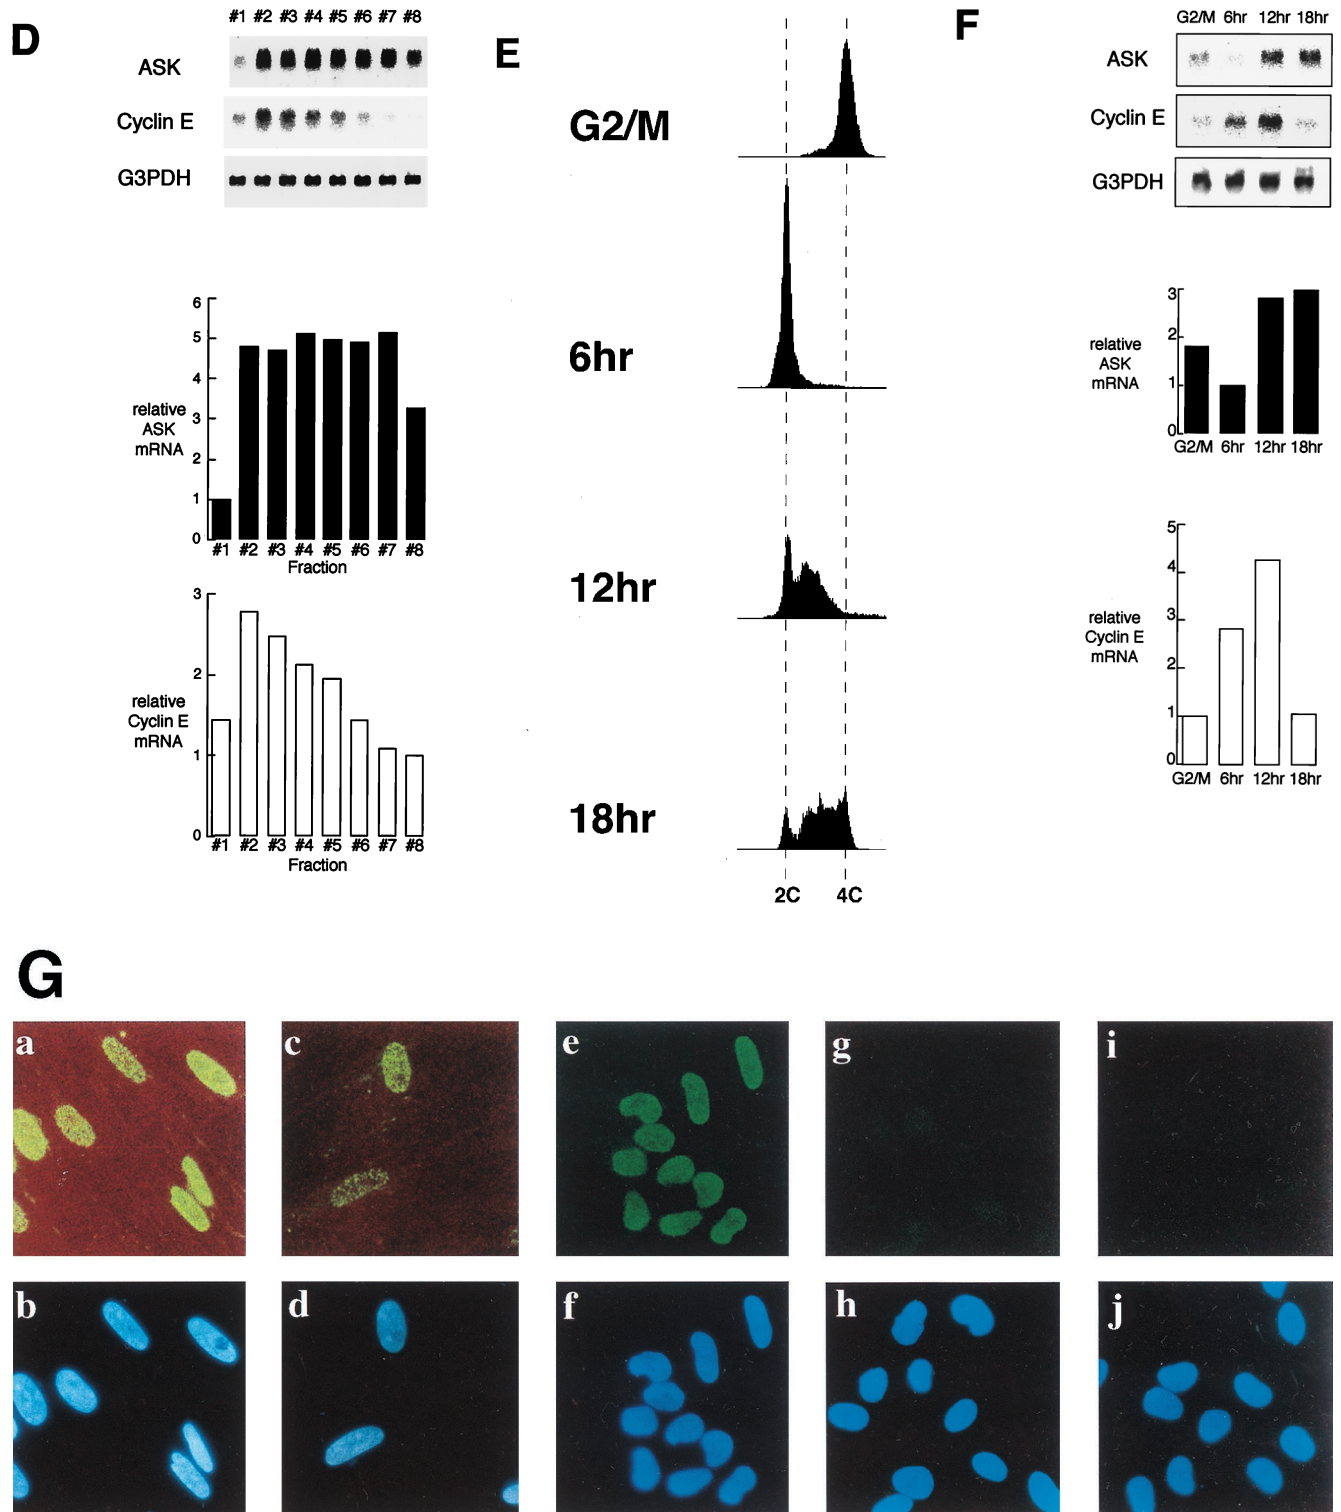 D
#1 #2 #3 #4 #5 #6 #7 #8
ASK
Cyclin E
G3PDH
6
5
4
3
2
1
0
relative
ASK
mRNA
#1 #2 #3 #4 #5 #6 #7 #8
Fraction
3
2
1
0
relative
Cyclin E
mRNA
#1 #2 #3 #4 #5 #6 #7 #8
Fraction
E
G2/M
6hr
12hr
18hr
2C 4C
F
G2/M 6hr 12hr 18hr
ASK
Cyclin E
G3PDH
3
2
1
0
relative
ASK
mRNA
G2/M 6hr 12hr 18hr
5
4
3
2
1
0
relative
Cyclin E
mRNA
G2/M 6hr 12hr 18hr
G
a c e g i
b d f h j